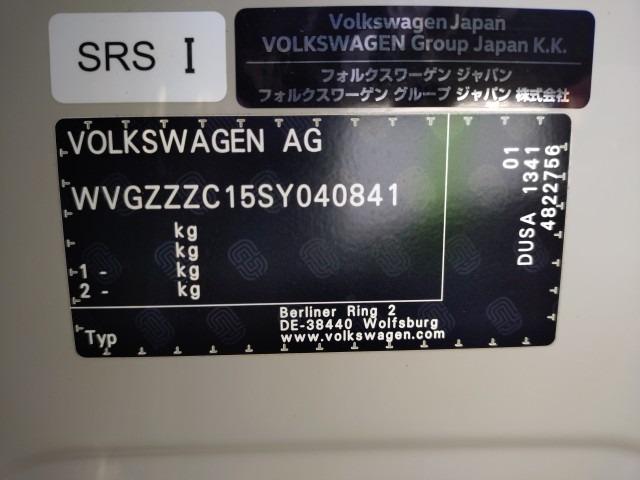 SRS I
Volkswagen Japan
VOLKSWAGEN Group Japan K.K.
フォルクスワーゲン ジャパン
フォルクスワーゲン グループ ジャパン 株式会社
VOLKSWAGEN AG
WVGZZZC15SY040841
kg
kg
1 - kg
2 - kg
Typ
Berliner Ring 2
DE-38440 Wolfsburg
www.volkswagen.com
01
DUSA 1341
4822756